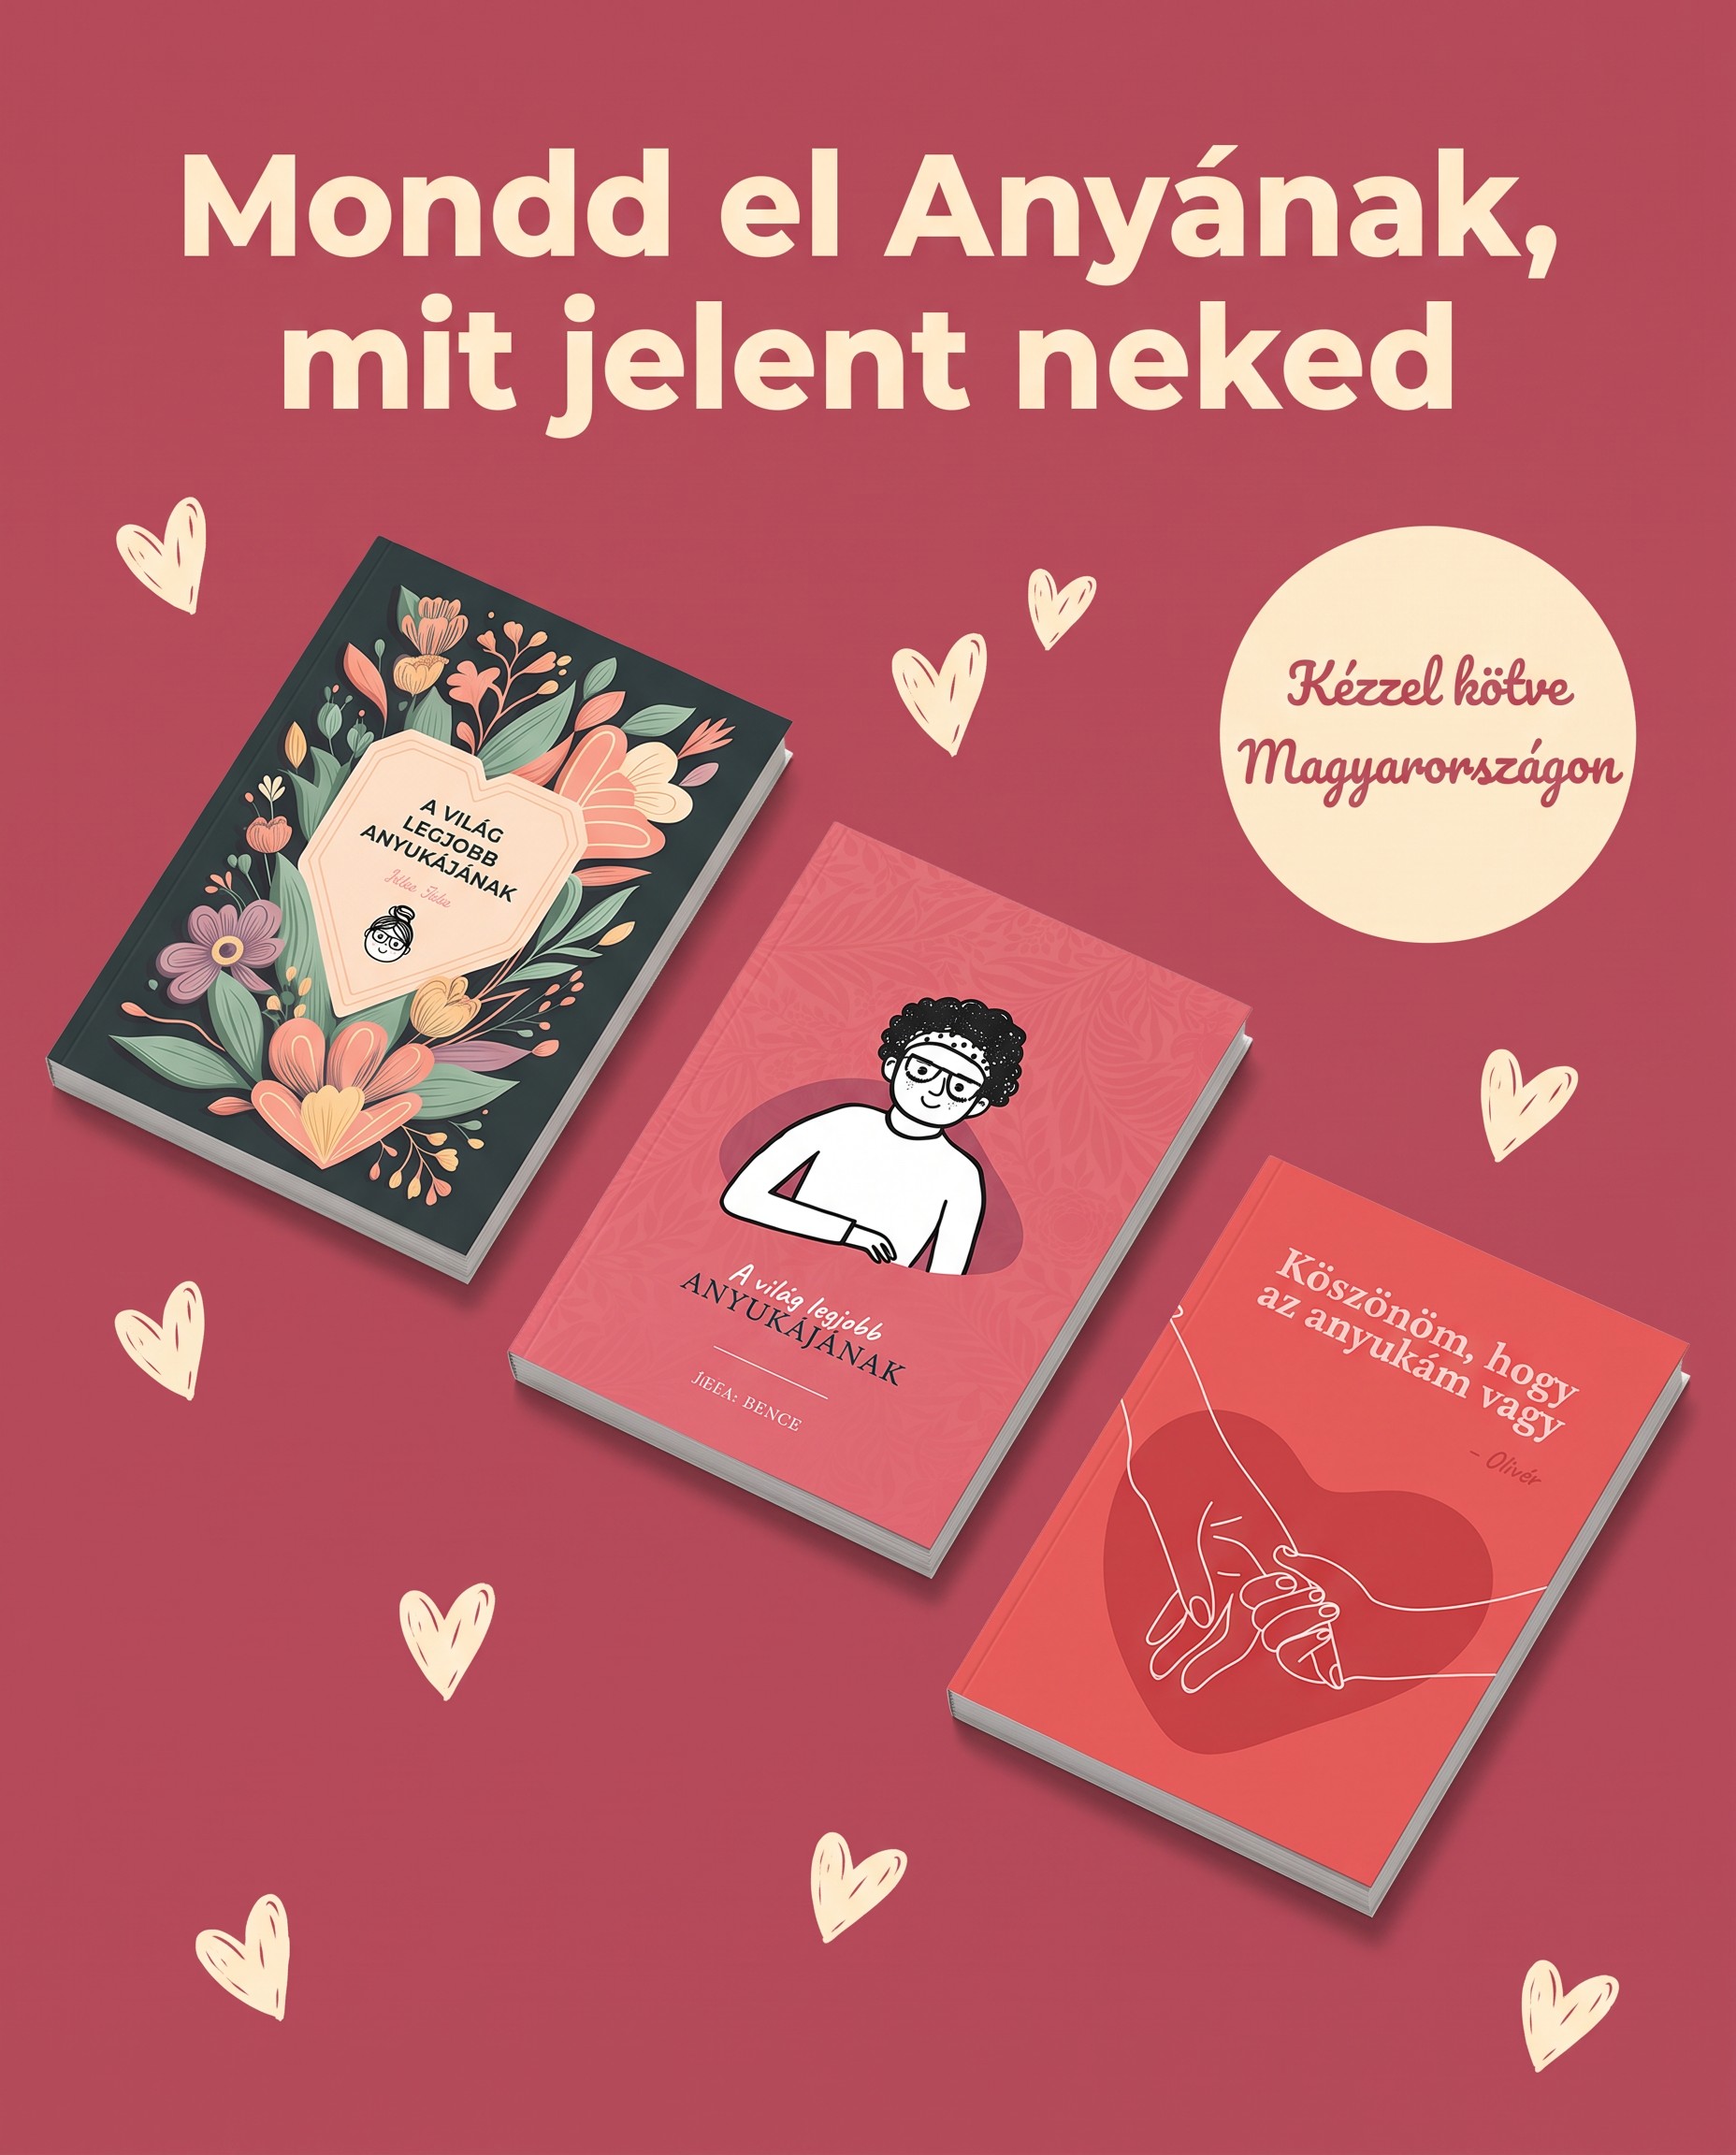 Mondd el Anyának,
mit jelent neked
Kézzel kötve
Magyarországon
A VILÁG
LEGJOBB
ANYUKÁJÁNAK
A világ legjobb
ANYUKÁJÁNAK
BENCE
Köszönöm, hogy
az anyukám vagy
- Olivér